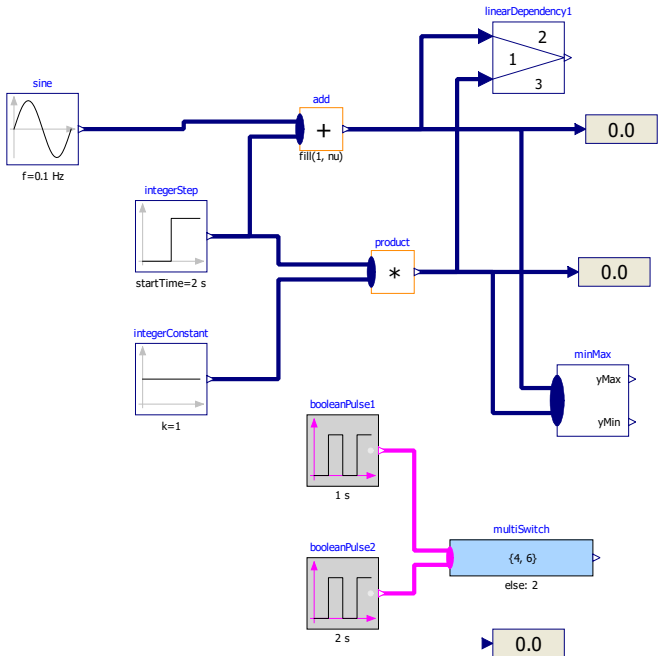 linearDependency1
2
1
3
sine
f=0.1 Hz
add
+
fill(1, nu)
0.0
integerStep
startTime=2 s
product
*
0.0
integerConstant
k=1
minMax
yMax
yMin
booleanPulse1
1 s
booleanPulse2
2 s
multiSwitch
{4, 6}
else: 2
0.0